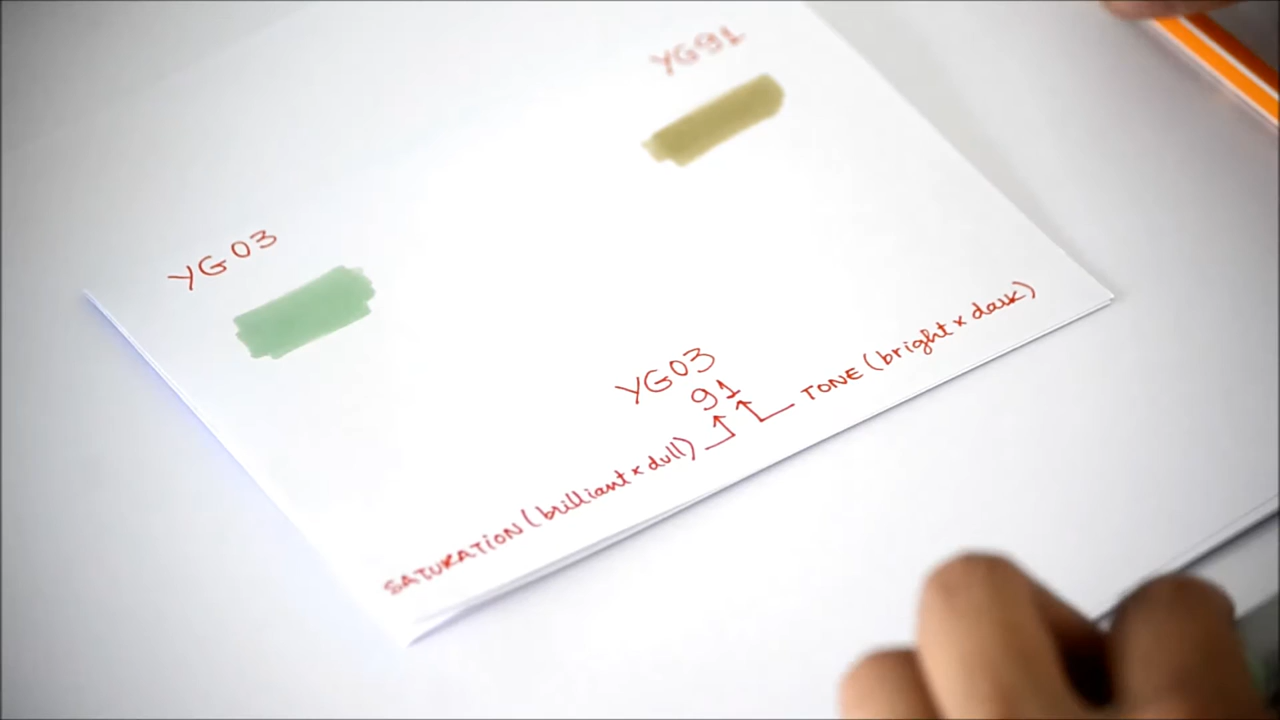 YG91
YG03
YG03
91
TONE (bright x dark)
SATURATION (brilliant x dull)